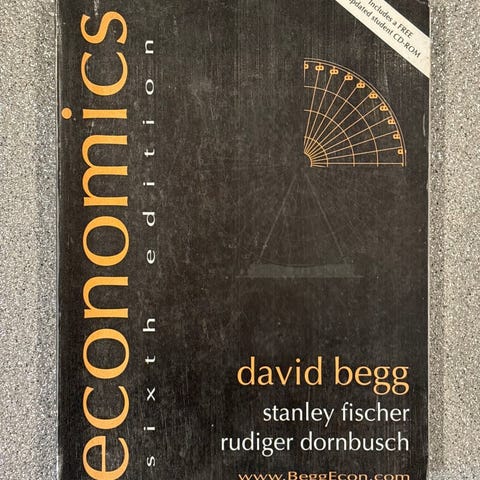 economics
sixth edition
Includes a FREE
updated student CD-ROM
david begg
stanley fischer
rudiger dornbusch
www.BeggEcon.com